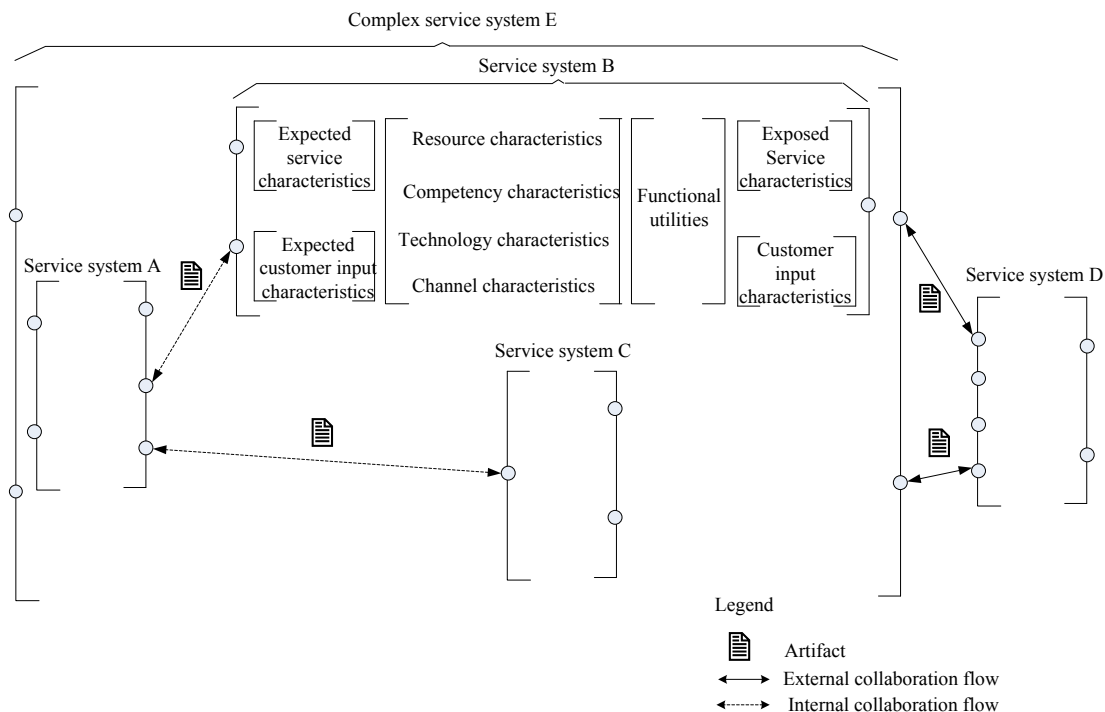 Complex service system E
Service system B
Expected
service
characteristics
Expected
customer input
characteristics
Resource characteristics
Competency characteristics
Technology characteristics
Channel characteristics
Functional
utilities
Exposed
Service
characteristics
Customer
input
characteristics
Service system A
Service system D
Service system C
Legend
Artifact
External collaboration flow
Internal collaboration flow